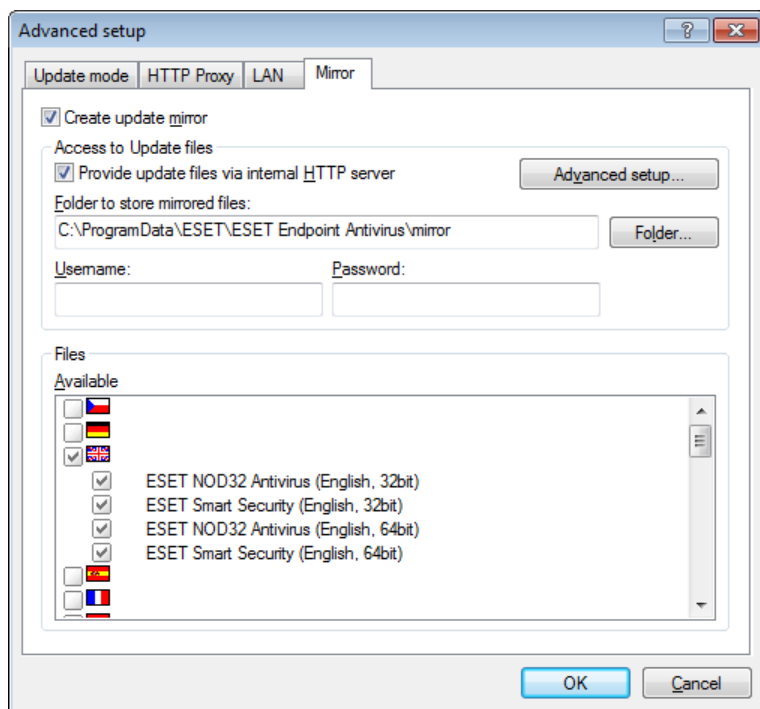 Advanced setup
Update mode HTTP Proxy LAN Mirror
Create update mirror
Access to Update files
Provide update files via internal HTTP server Advanced setup...
Folder to store mirrored files:
C:\ProgramData\ESET\ESET Endpoint Antivirus\mirror Folder...
Username: Password:
Files
Available
ESET NOD32 Antivirus (English, 32bit)
ESET Smart Security (English, 32bit)
ESET NOD32 Antivirus (English, 64bit)
ESET Smart Security (English, 64bit)
OK Cancel